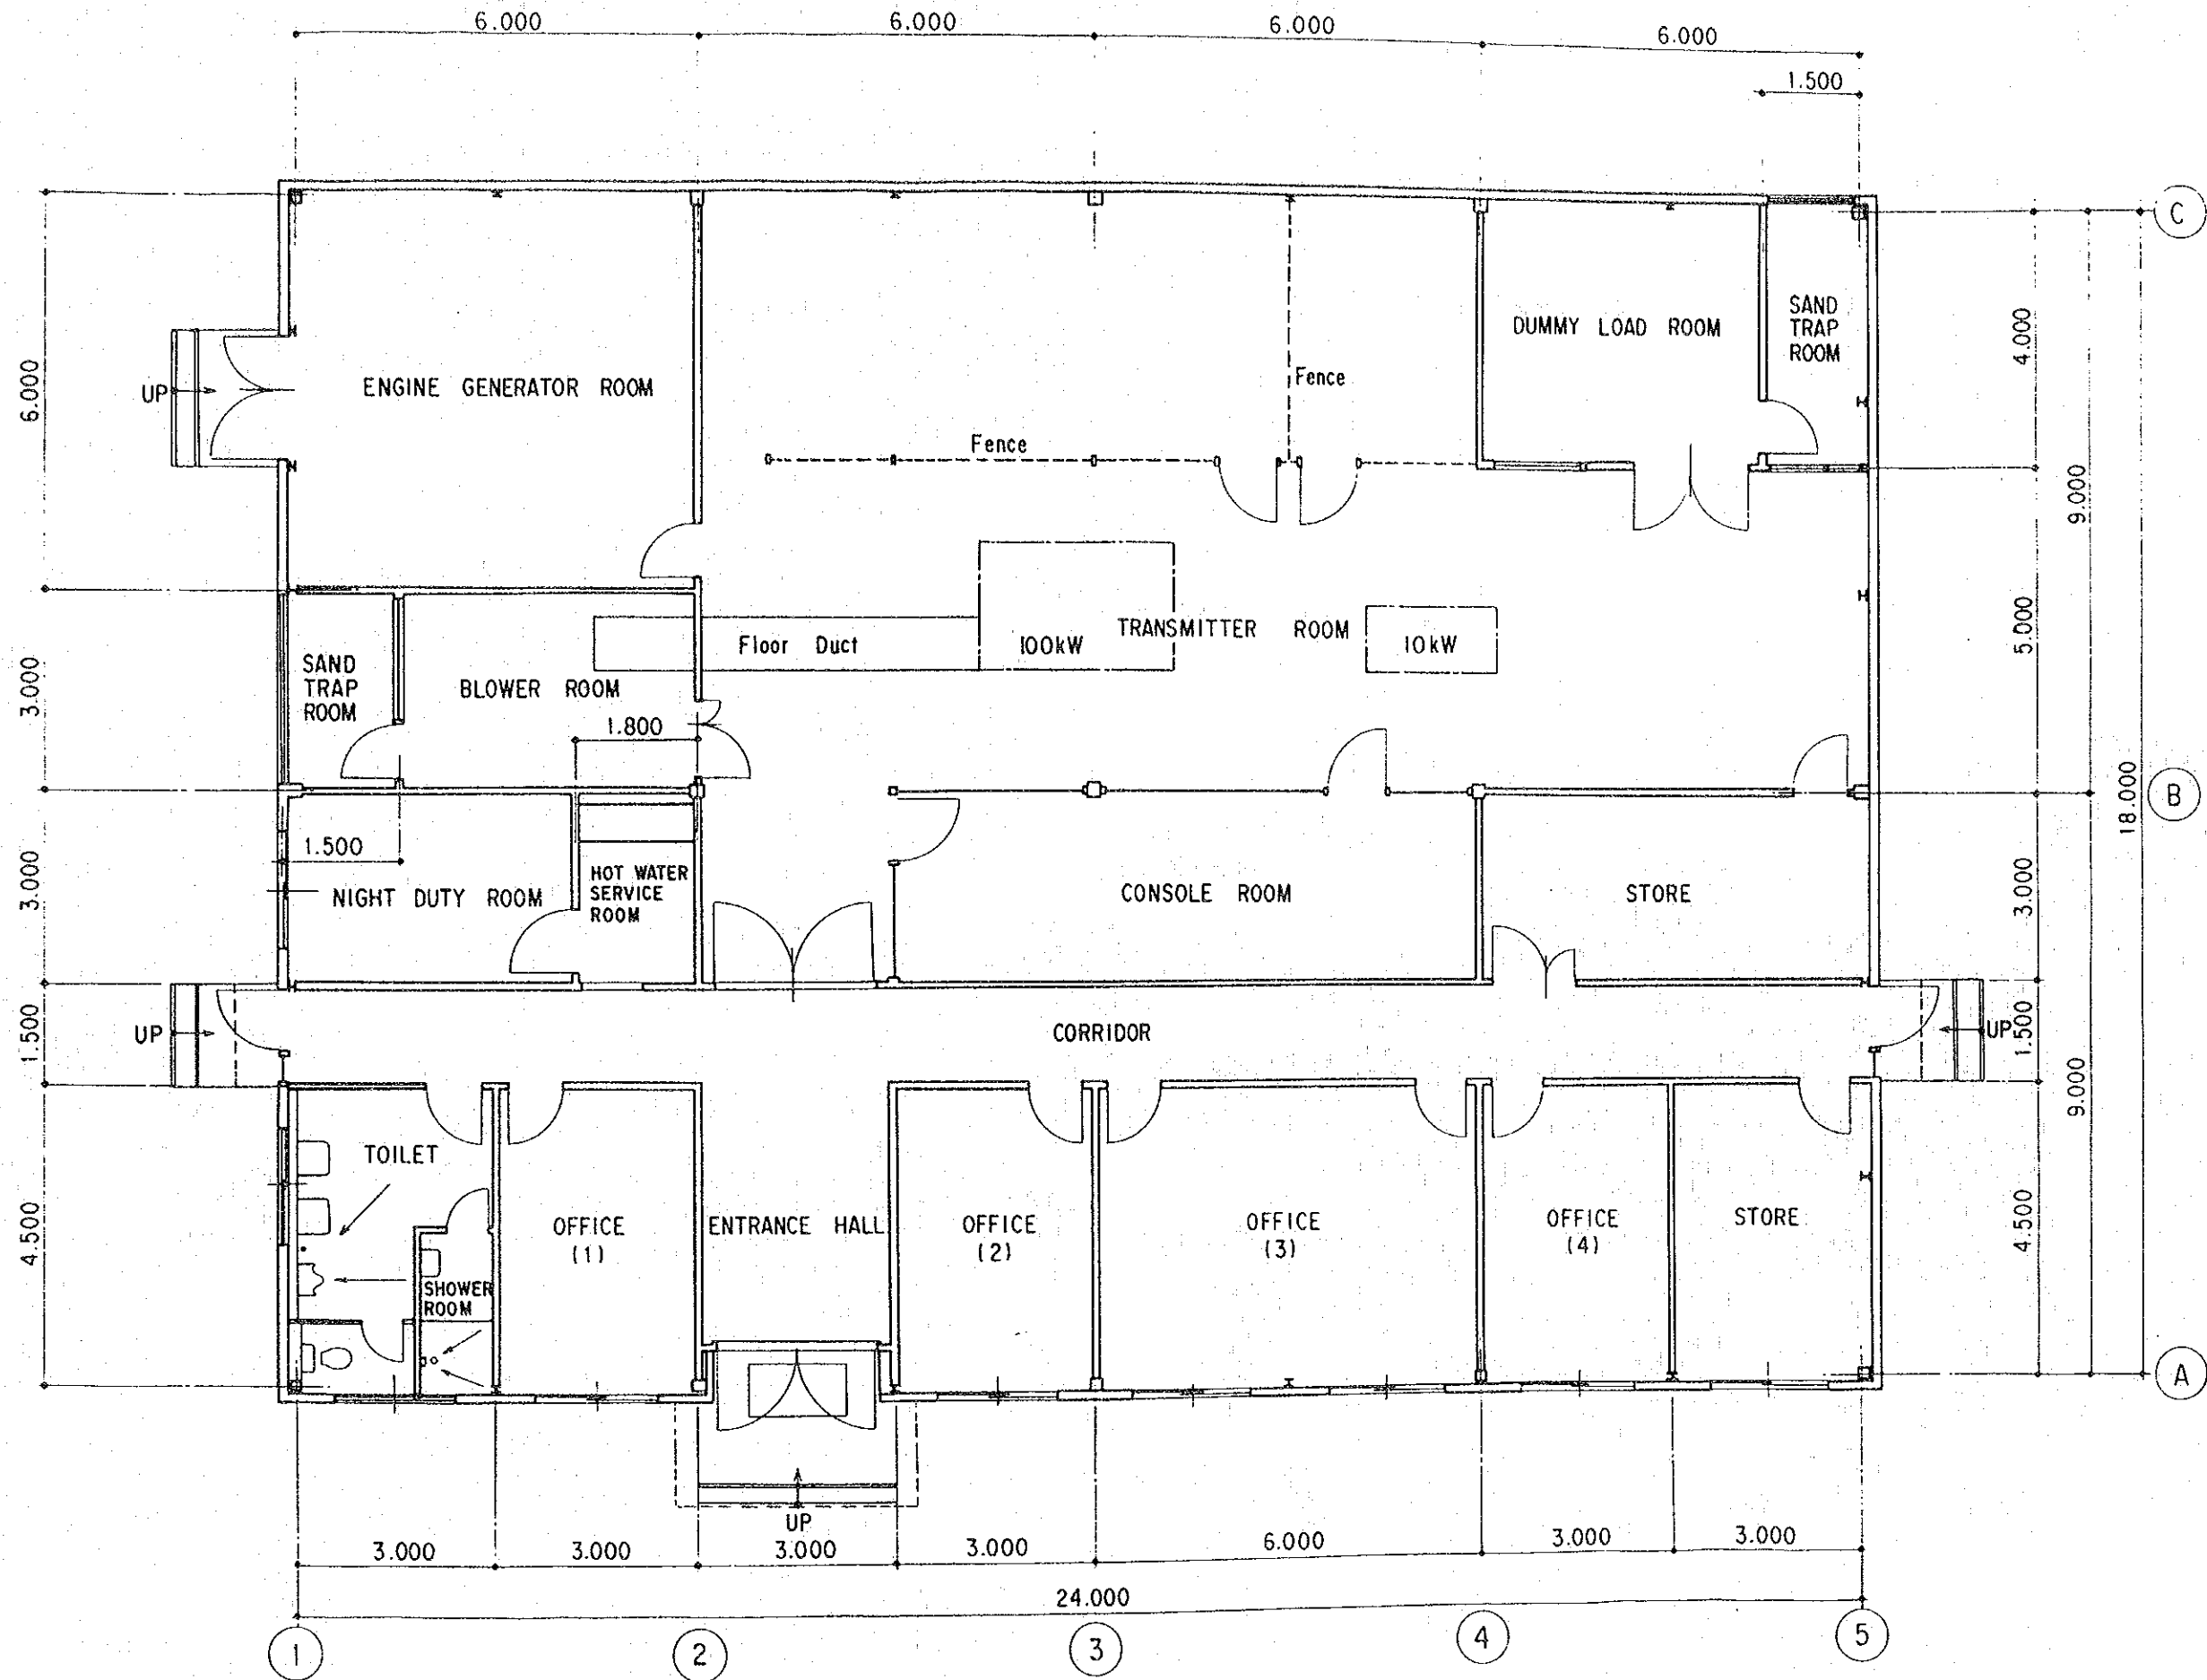 6.000
6.000
6.000
6.000
1.500
C
SAND
TRAP
ROOM
DUMMY LOAD ROOM
4.000
6.000
UP
ENGINE GENERATOR ROOM
Fence
Fence
9.000
5.000
TRANSMITTER ROOM
Floor Duct
100kW
10kW
SAND
TRAP
ROOM
BLOWER ROOM
3.000
1.800
B
18.000
1.500
3.000
NIGHT DUTY ROOM
HOT WATER
SERVICE
ROOM
CONSOLE ROOM
STORE
3.000
1.500
UP
CORRIDOR
UP
1.500
9.000
TOILET
4.500
OFFICE
(1)
ENTRANCE HALL
OFFICE
(2)
OFFICE
(3)
OFFICE
(4)
STORE
4.500
SHOWER
ROOM
A
UP
3.000
3.000
3.000
3.000
6.000
3.000
3.000
24.000
1
2
3
4
5